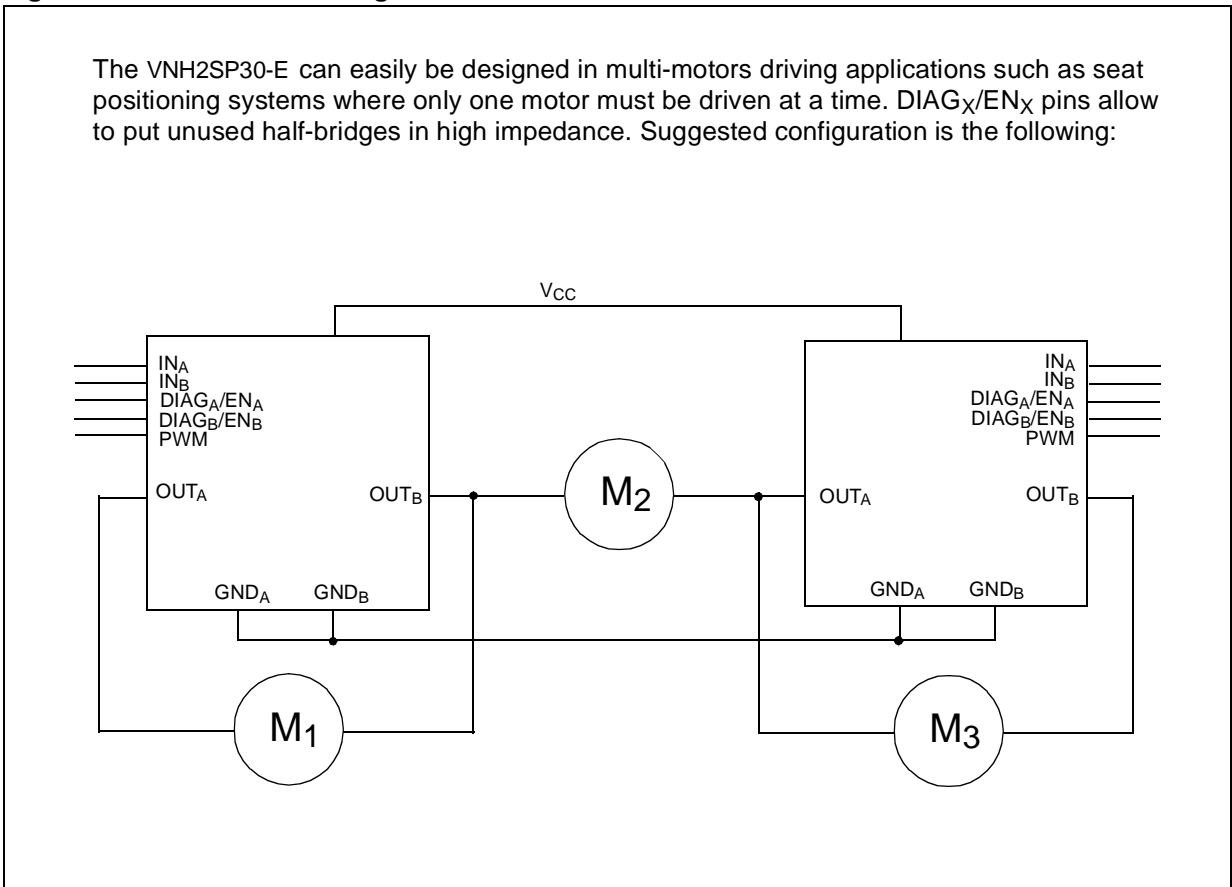 The VNH2SP30-E can easily be designed in multi-motors driving applications such as seat
positioning systems where only one motor must be driven at a time. DIAGX/ENX pins allow
to put unused half-bridges in high impedance. Suggested configuration is the following:
VCC
INA
INB
DIAGA/ENA
DIAGB/ENB
PWM
OUTA
OUTB
GNDA
GNDB
M1
M2
INA
INB
DIAGA/ENA
DIAGB/ENB
PWM
OUTA
OUTB
GNDA
GNDB
M3